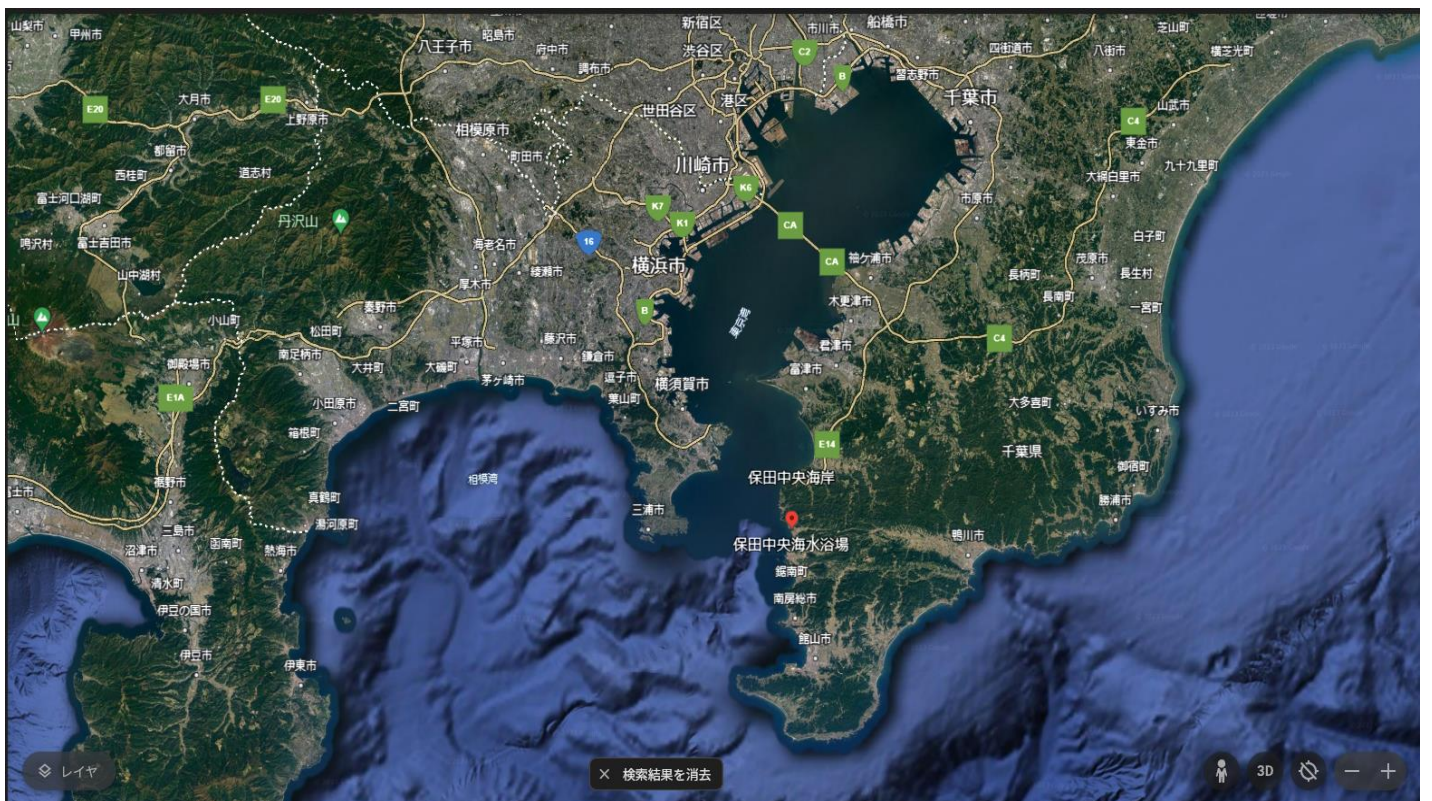 山梨市
甲州市
昭島市
八王子市
府中市
調布市
新宿区
渋谷区
市川市
船橋市
C2
B
習志野市
四街道市
八街市
芝山町
横芝光町
E20
大月市
E20
上野原市
世田谷区
港区
千葉市
山武市
C4
東金市
相模原市
町田市
川崎市
都留市
西桂町
道志村
九十九里町
大網白里市
富士河口湖町
K6
K7
K1
CA
市原市
丹沢山
16
鳴沢村
富士吉田市
海老名市
綾瀬市
横浜市
CA
袖ケ浦市
白子町
茂原市
長柄町
長生村
山中湖村
厚木市
秦野市
B
木更津市
長南町
一宮町
山
小山町
松田町
東京湾
平塚市
藤沢市
鎌倉市
君津市
C4
御殿場市
南足柄市
大井町
大磯町
茅ヶ崎市
逗子市
横須賀市
富津市
E1A
小田原市
二宮町
葉山町
大多喜町
いすみ市
箱根町
E14
千葉県
御宿町
裾野市
相模湾
保田中央海岸
富士市
真鶴町
三浦市
勝浦市
湯河原町
三島市
函南町
沼津市
熱海市
保田中央海水浴場
鴨川市
清水町
鋸南町
伊豆の国市
南房総市
伊豆市
伊東市
館山市
レイヤ
検索結果を消去
3D